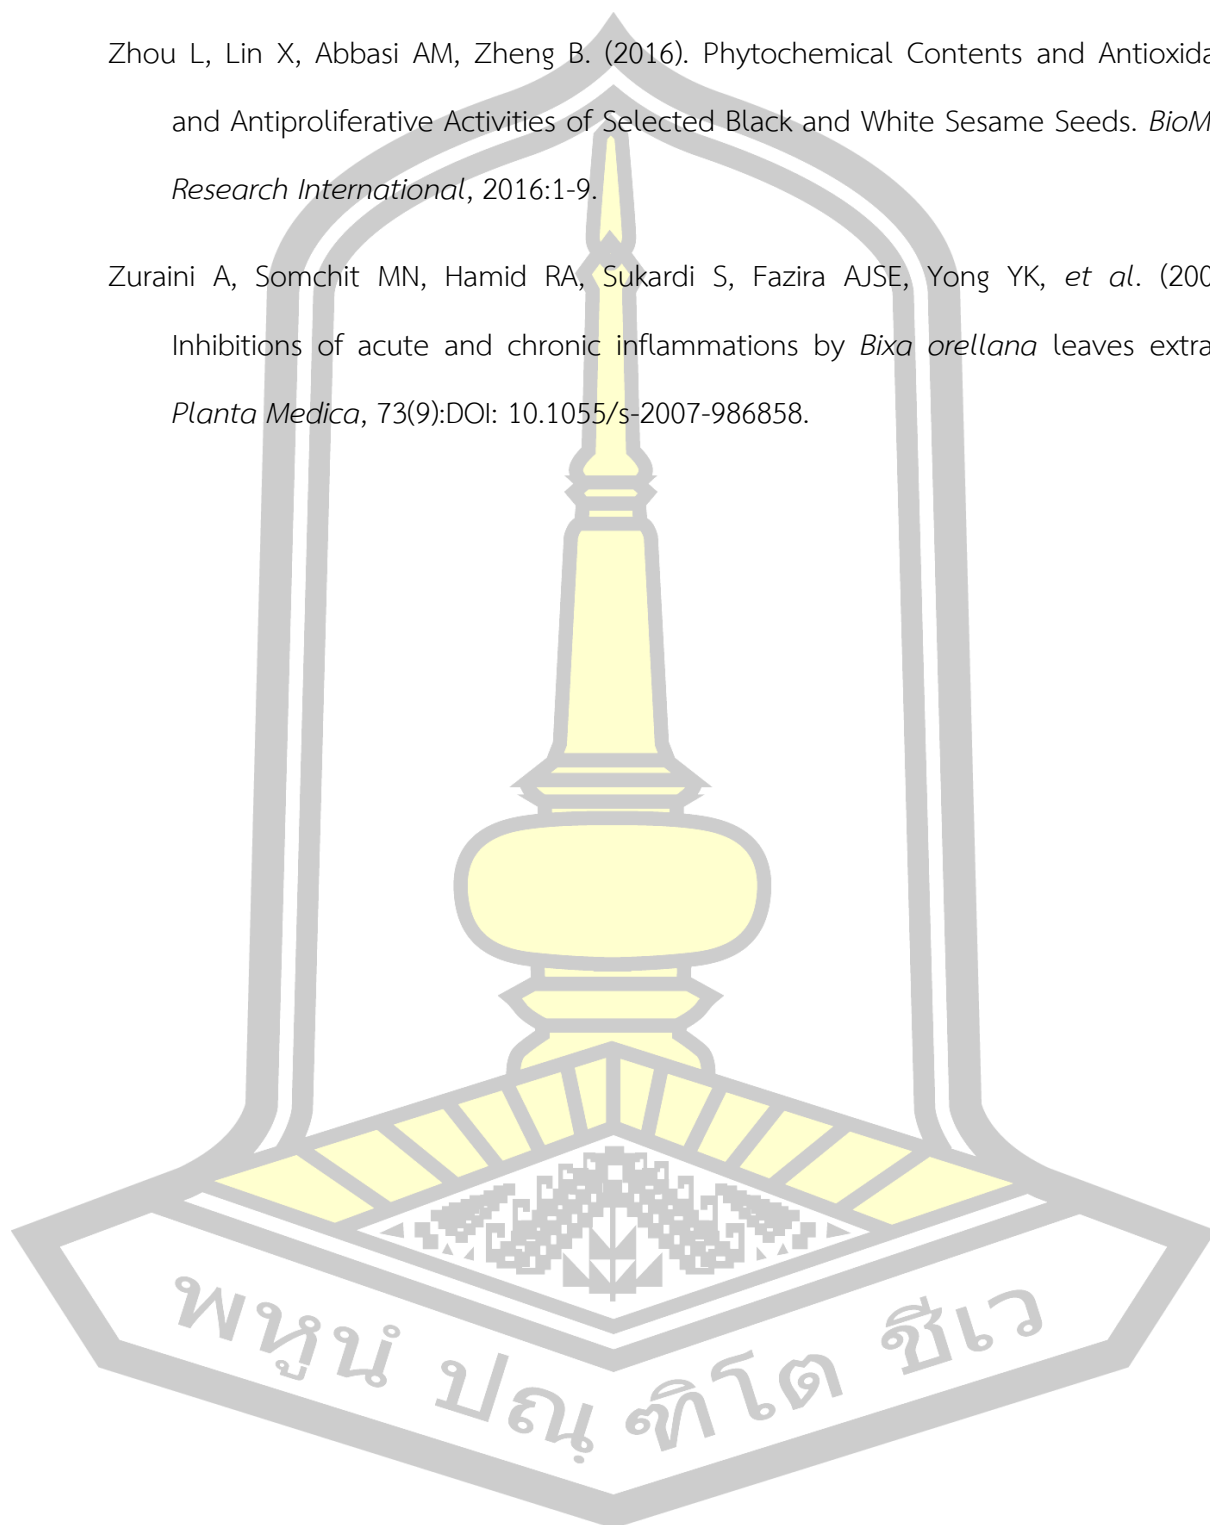 Zhou L, Lin X, Abbasi AM, Zheng B. (2016). Phytochemical Contents and Antioxida
and Antiproliferative Activities of Selected Black and White Sesame Seeds. BioM
Research International, 2016:1-9.
Zuraini A, Somchit MN, Hamid RA, Sukardi S, Fazira AJSE, Yong YK, et al. (200
Inhibitions of acute and chronic inflammations by Bixa orellana leaves extra
Planta Medica, 73(9):DOI: 10.1055/s-2007-986858.
พหูนํ ปณฺฑิโต ชีเว